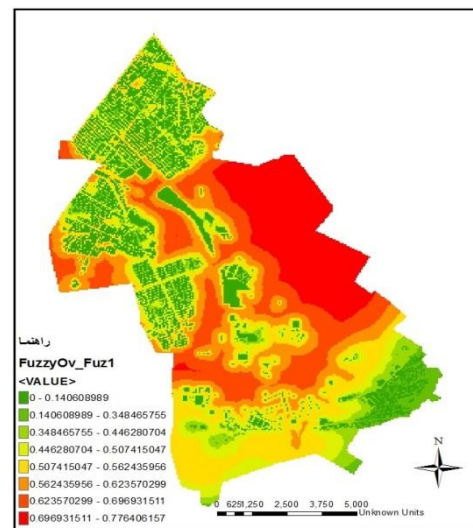 راهنما
FuzzyOv_Fuz1
<VALUE>
0 - 0.140608989
0.140608989 - 0.348465755
0.348465755 - 0.446280704
0.446280704 - 0.507415047
0.507415047 - 0.562435956
0.562435956 - 0.623570299
0.623570299 - 0.696931511
0.696931511 - 0.776406157
N
0 625 1,250 2,500 3,750 5,000
Unknown Units